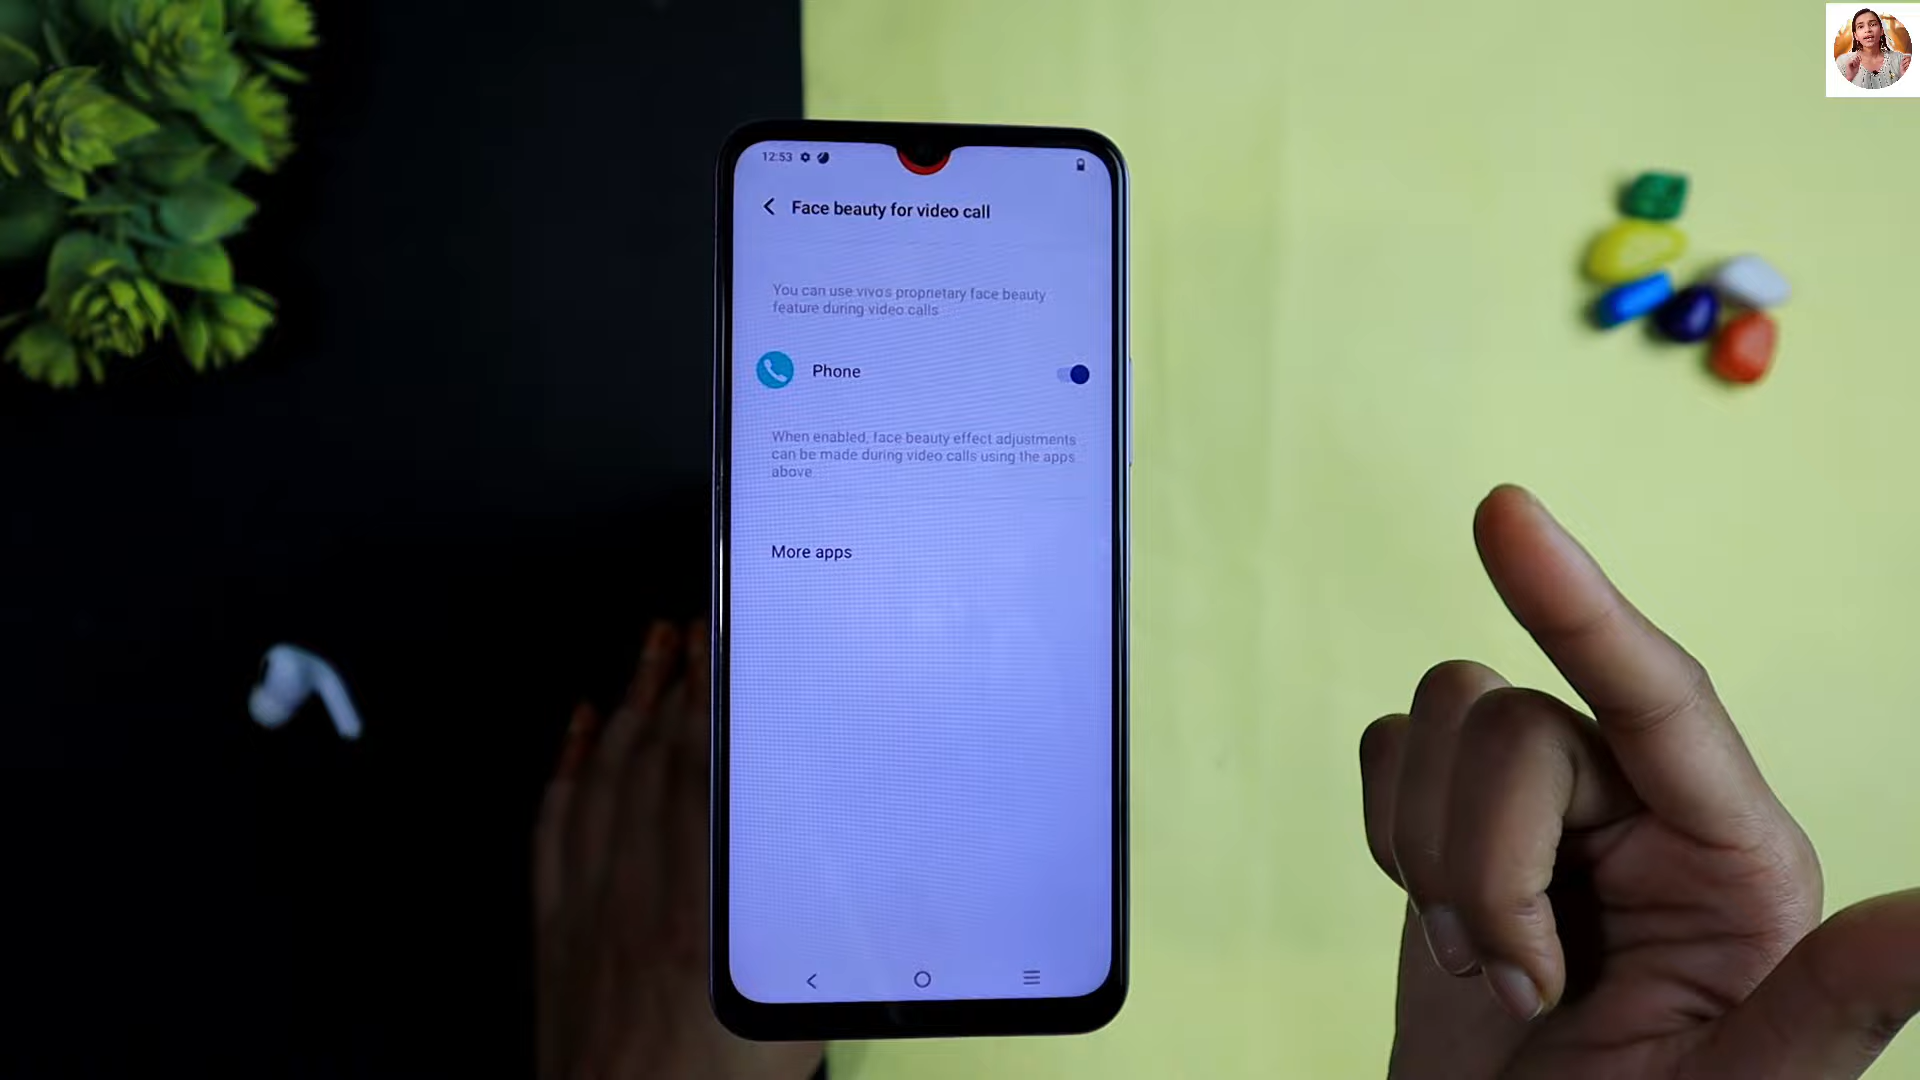 12:53
Face beauty for video call
You can use vivo's proprietary face beauty
feature during video calls
Phone
When enabled, face beauty effect adjustments
can be made during video calls using the apps
above.
More apps